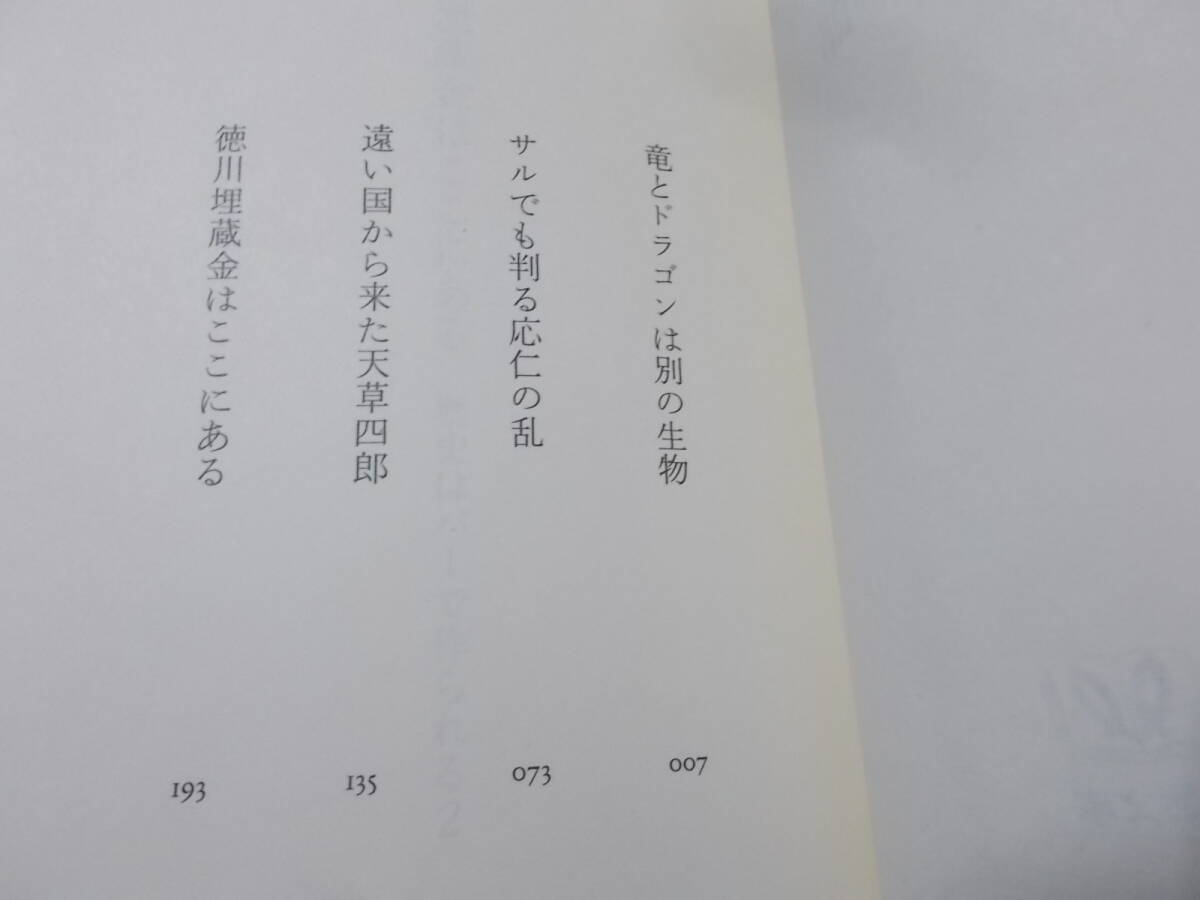 竜とドラゴンは別の生物
007
サルでも判る応仁の乱
073
遠い国から来た天草四郎
135
徳川埋蔵金はここにある
193